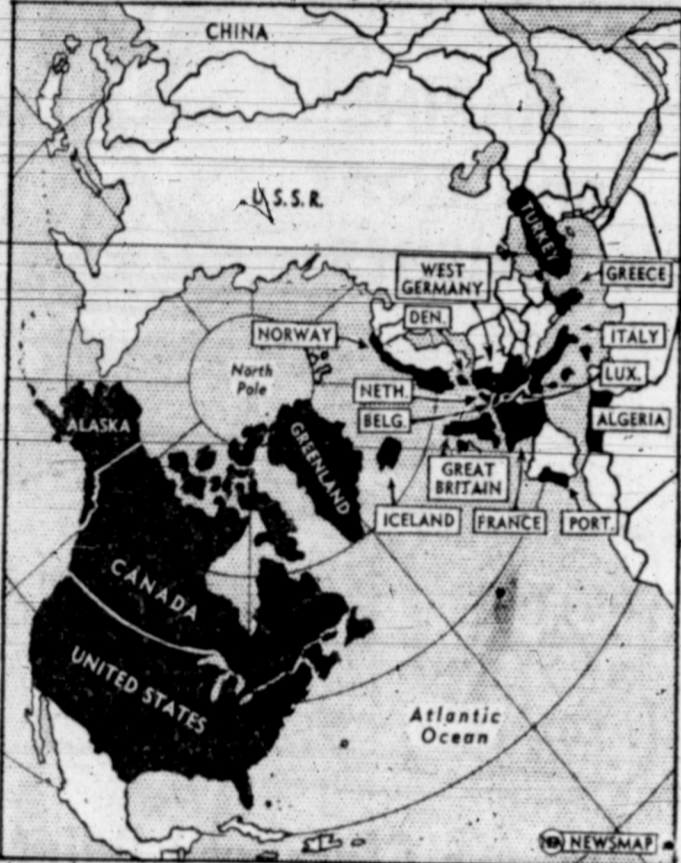 CHINA
U.S.S.R.
TURKEY
WEST
GERMANY
GREECE
DEN.
NORWAY
ITALY
North
Pole
LUX.
NETH.
BELG.
ALGERIA
ALASKA
GREENLAND
GREAT
BRITAIN
ICELAND
FRANCE
PORT.
CANADA
UNITED STATES
Atlantic
Ocean
NEWSMAP